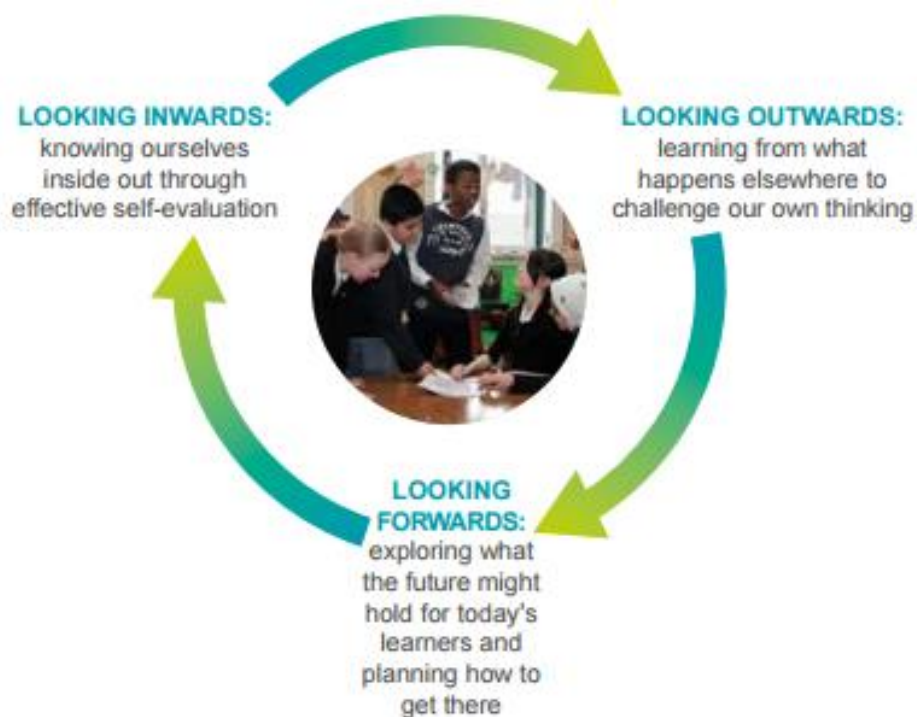 LOOKING INWARDS:
knowing ourselves
inside out through
effective self-evaluation
LOOKING OUTWARDS:
learning from what
happens elsewhere to
challenge our own thinking
LOOKING
FORWARDS:
exploring what
the future might
hold for today's
learners and
planning how to
get there